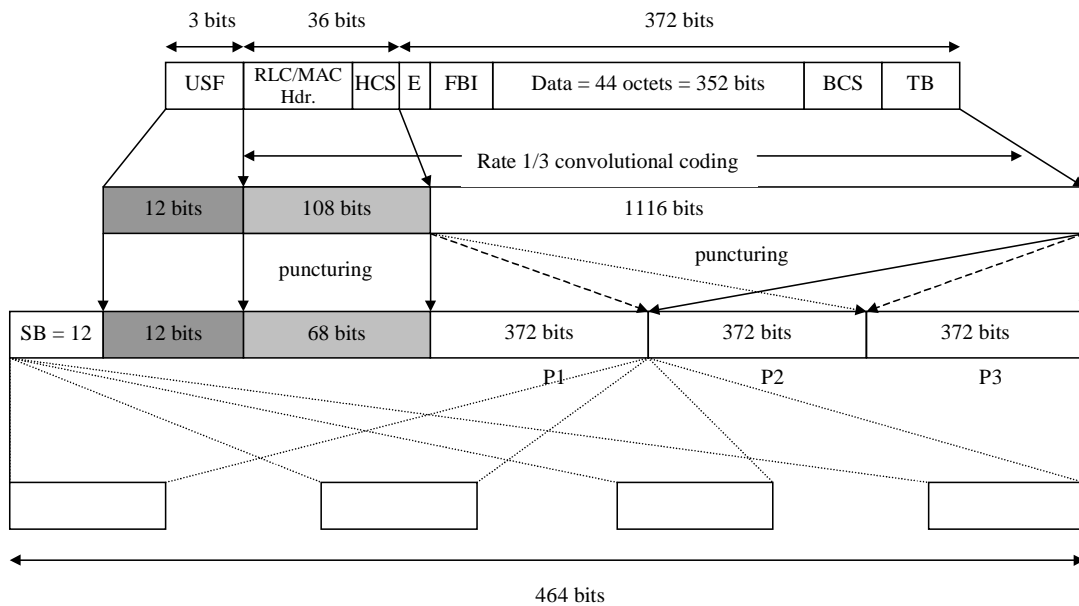 3 bits 36 bits 372 bits
USF RLC/MAC Hdr. HCS E FBI Data = 44 octets = 352 bits BCS TB
Rate 1/3 convolutional coding
12 bits 108 bits 1116 bits
puncturing puncturing
SB = 12 12 bits 68 bits 372 bits 372 bits 372 bits
P1 P2 P3
464 bits